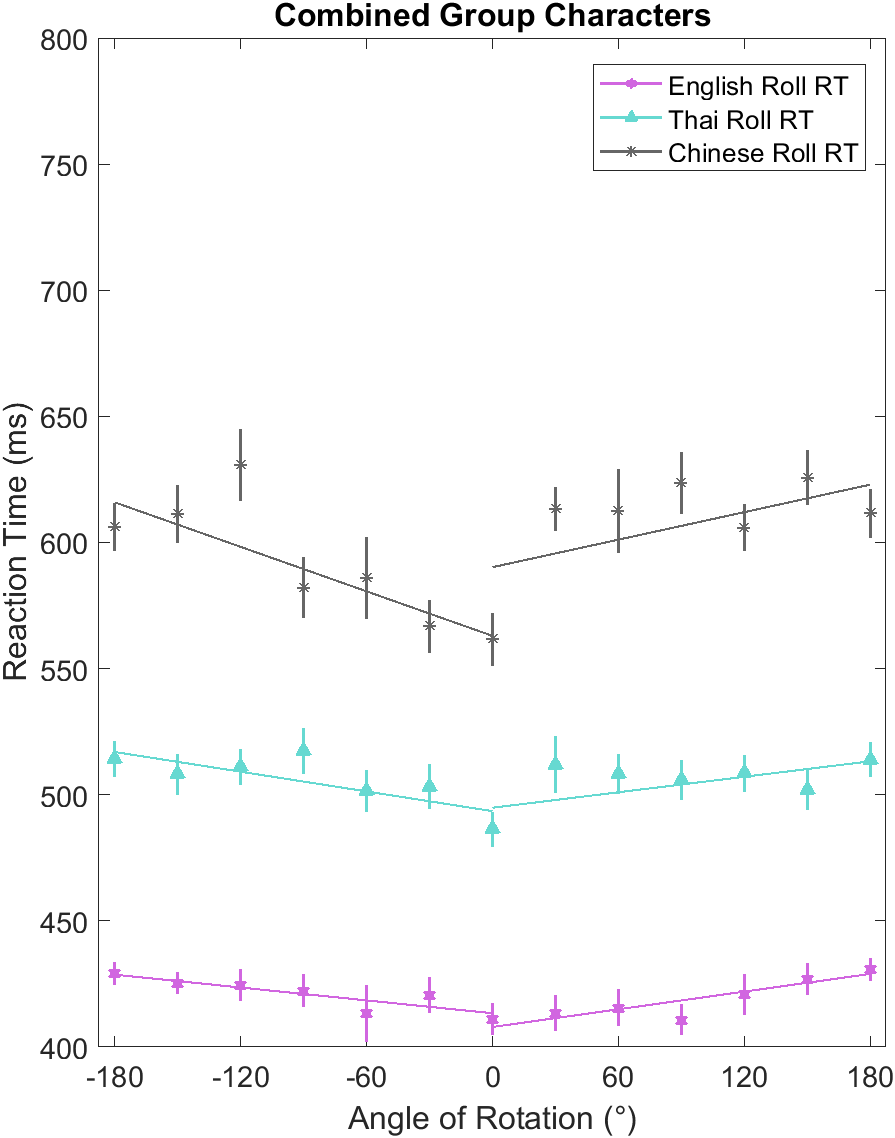 Combined Group Characters
English Roll RT
Thai Roll RT
Chinese Roll RT
800
750
700
650
600
550
500
450
400
Reaction Time (ms)
-180 -120 -60 0 60 120 180
Angle of Rotation (°)